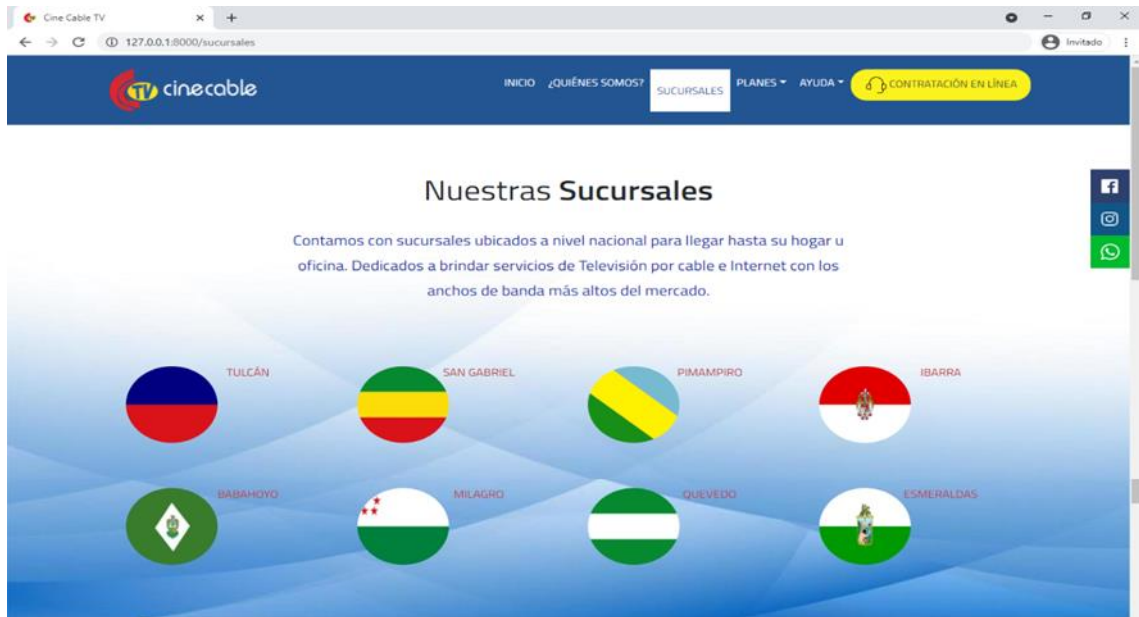 Cine Cable TV
127.0.0.1:8000/sucursales
Invitado
TV cinecable
INICIO ¿QUIÉNES SOMOS? SUCURSALES PLANES AYUDA CONTRATACIÓN EN LÍNEA
Nuestras Sucursales
Contamos con sucursales ubicados a nivel nacional para llegar hasta su hogar u
oficina. Dedicados a brindar servicios de Televisión por cable e Internet con los
anchos de banda más altos del mercado.
TULCÁN SAN GABRIEL PIMAMPIRO IBARRA
BABAHOYO MILAGRO QUEVEDO ESMERALDAS